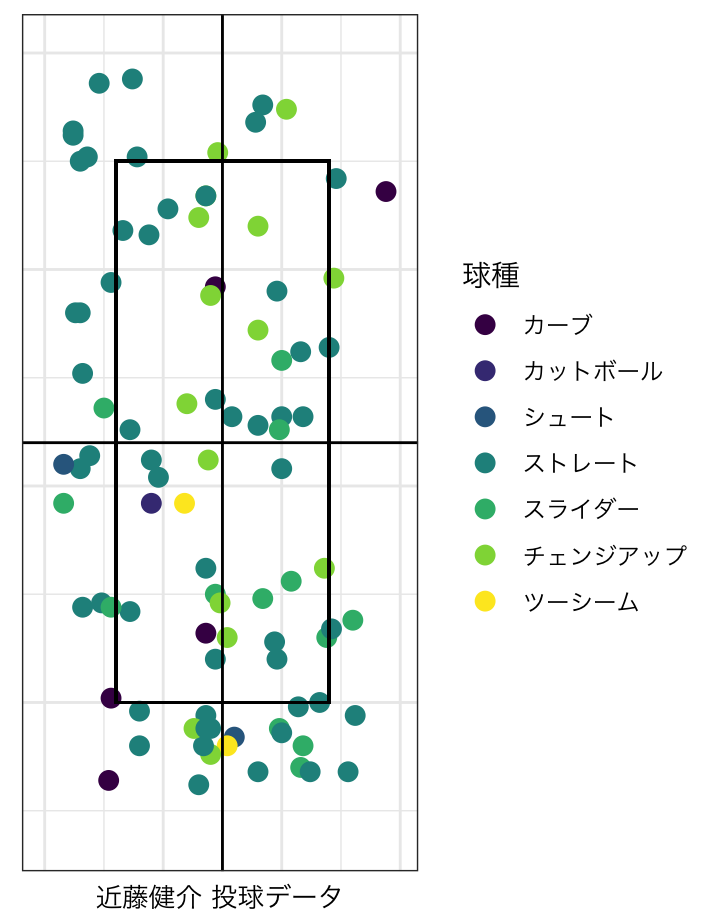 球種
カーブ
カットボール
シュート
ストレート
スライダー
チェンジアップ
ツーシーム
近藤健介 投球データ